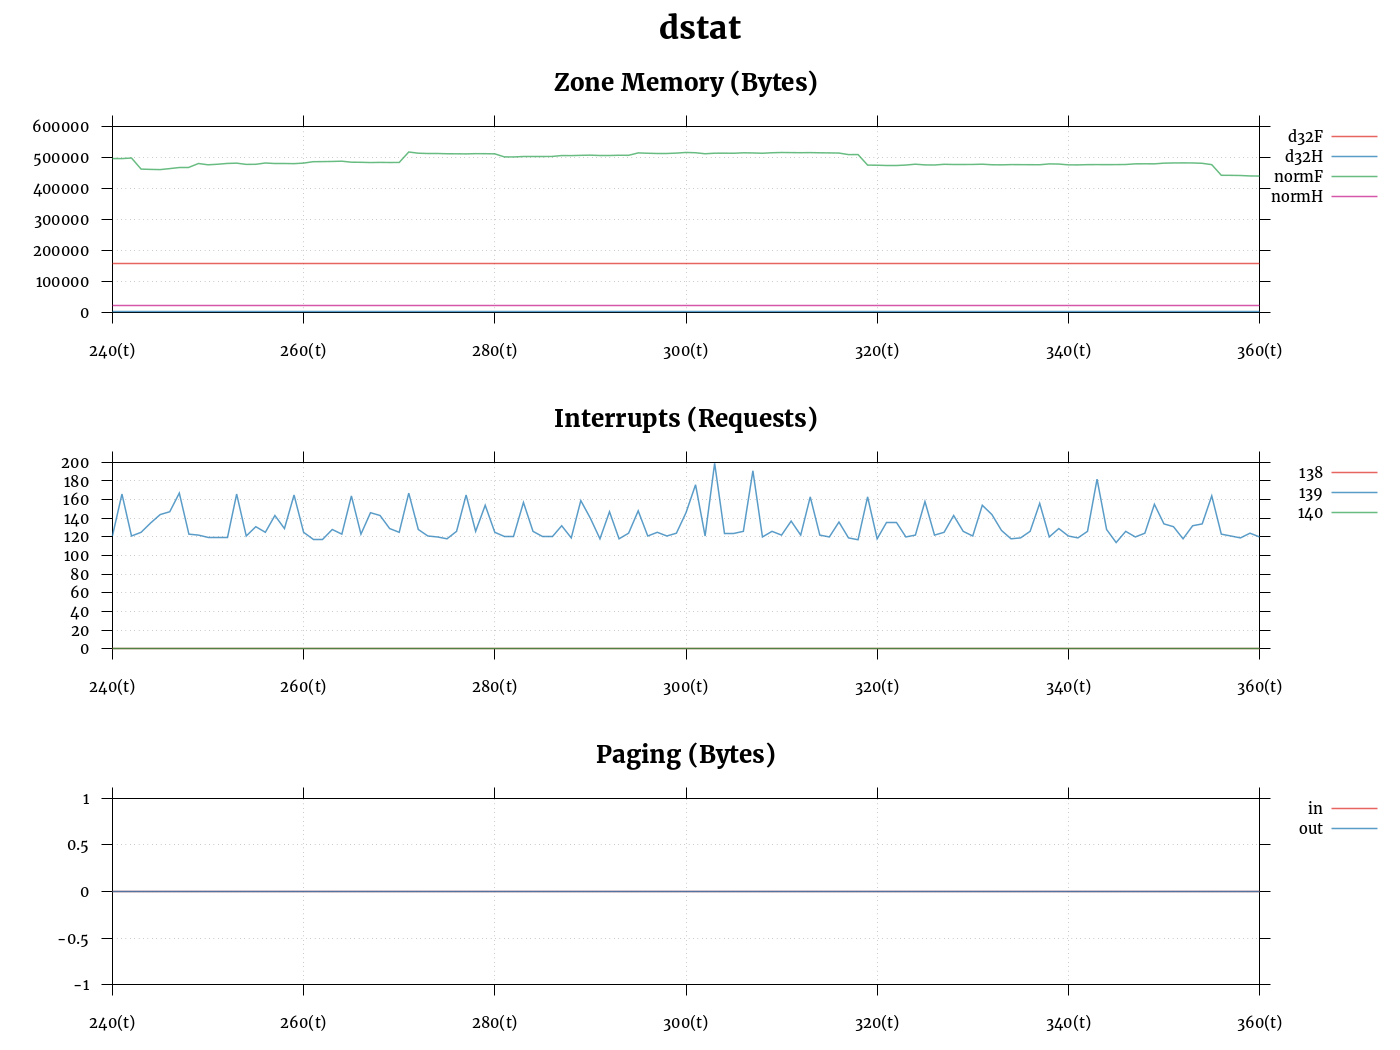 dstat
Zone Memory (Bytes)
600000
500000
400000
300000
200000
100000
0
240(t) 260(t) 280(t) 300(t) 320(t) 340(t) 360(t)
d32F
d32H
normF
normH
Interrupts (Requests)
200
180
160
140
120
100
80
60
40
20
0
240(t) 260(t) 280(t) 300(t) 320(t) 340(t) 360(t)
138
139
140
Paging (Bytes)
1
0.5
0
-0.5
-1
240(t) 260(t) 280(t) 300(t) 320(t) 340(t) 360(t)
in
out